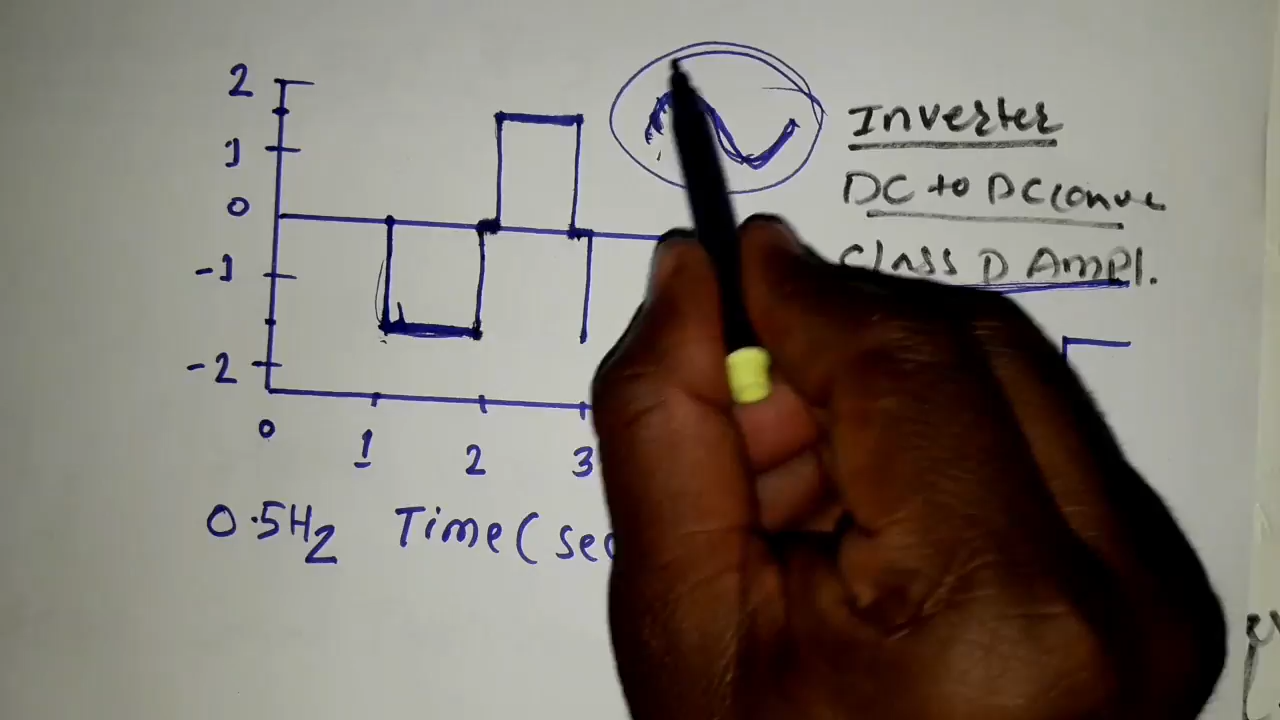 2
1
0
-1
-2
0 1 2 3
0.5Hz Time (sec
Inverter
DC to DC conve
Class D Ampl.